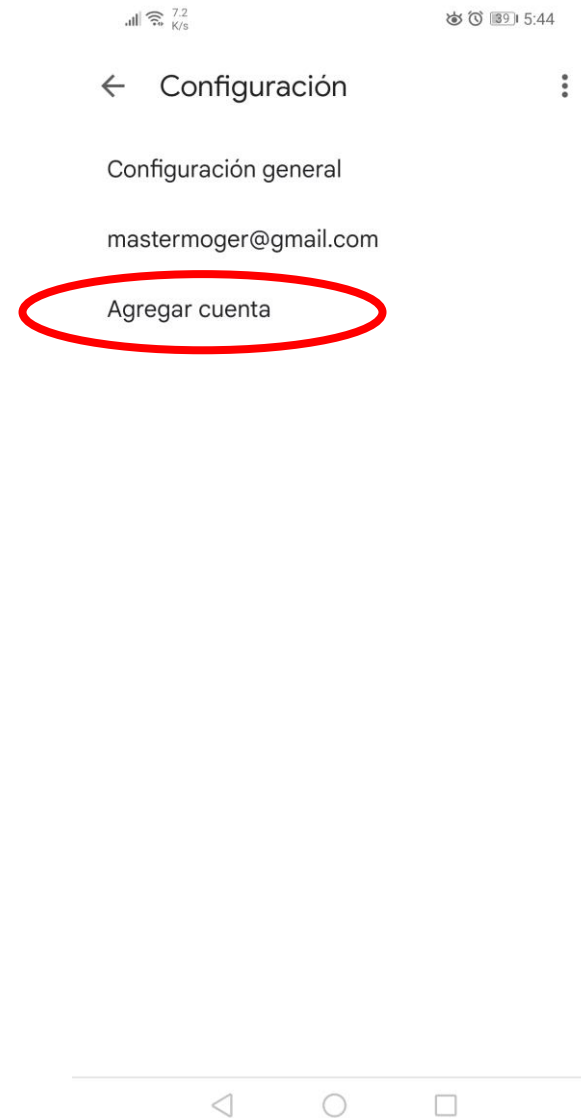 7.2
K/s
39 5:44
Configuración
Configuración general
mastermoger@gmail.com
Agregar cuenta